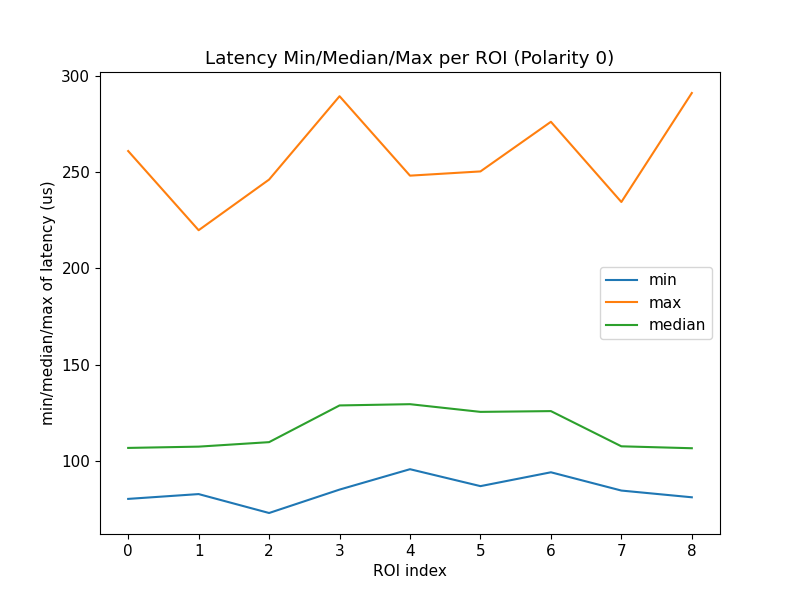 Latency Min/Median/Max per ROI (Polarity 0)
min/median/max of latency (us)
300
250
200
150
100
min
max
median
0 1 2 3 4 5 6 7 8
ROI index